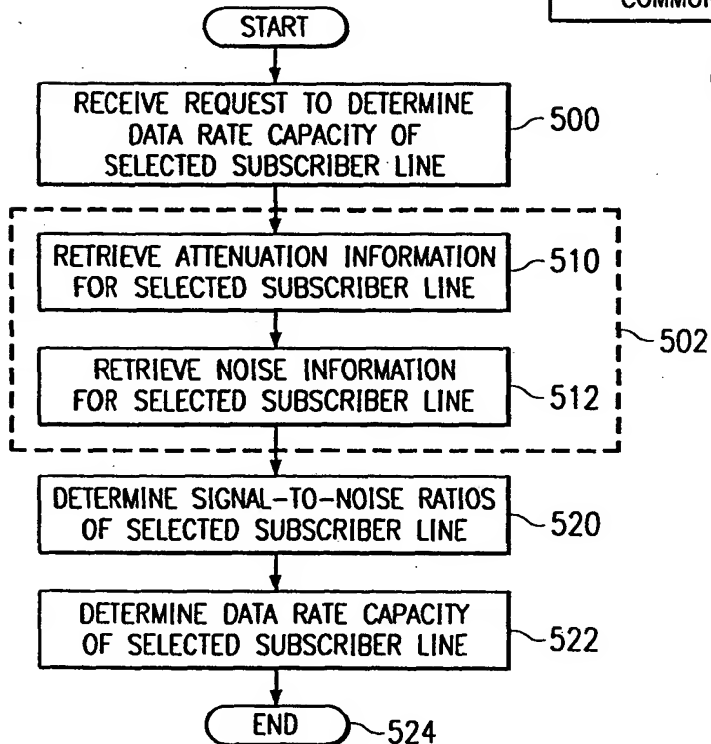 START
RECEIVE REQUEST TO DETERMINE
DATA RATE CAPACITY OF
SELECTED SUBSCRIBER LINE
500
RETRIEVE ATTENUATION INFORMATION
FOR SELECTED SUBSCRIBER LINE
510
502
RETRIEVE NOISE INFORMATION
FOR SELECTED SUBSCRIBER LINE
512
DETERMINE SIGNAL-TO-NOISE RATIOS
OF SELECTED SUBSCRIBER LINE
520
DETERMINE DATA RATE CAPACITY
OF SELECTED SUBSCRIBER LINE
522
END
524